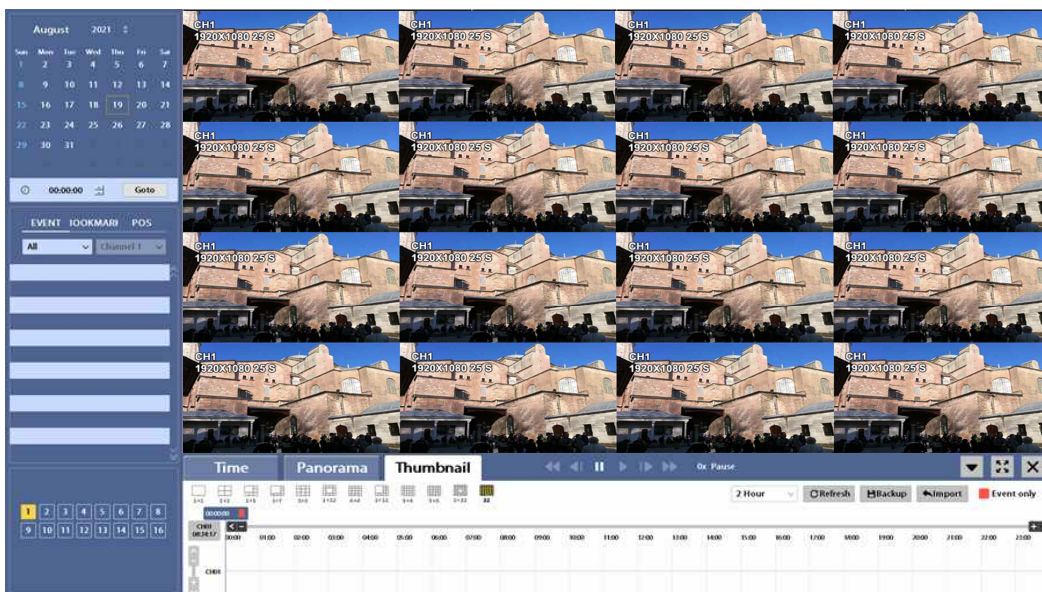 August 2021
Sun Mon Tue Wed Thu Fri Sat
1 2 3 4 5 6 7
8 9 10 11 12 13 14
15 16 17 18 19 20 21
22 23 24 25 26 27 28
29 30 31
00:00:00 Goto
EVENT IOOKMARI POS
All Channel 1
1 2 3 4 5 6 7 8
9 10 11 12 13 14 15 16
CH1 CH1 CH1 CH1
1920X1080 25 S 1920X1080 25 S 1920X1080 25 S 1920X1080 25 S
CH1 CH1 CH1 CH1
1920X1080 25 S 1920X1080 25 S 1920X1080 25 S 1920X1080 25 S
CH1 CH1 CH1 CH1
1920X1080 25 S 1920X1080 25 S 1920X1080 25 S 1920X1080 25 S
CH1 CH1 CH1 CH1
1920X1080 25 S 1920X1080 25 S 1920X1080 25 S 1920X1080 25 S
Time Panorama Thumbnail 0x Pause
2 Hour Refresh Backup Import Event only
00:00:00
CH01
08:34:17 00:00 01:00 02:00 03:00 04:00 05:00 06:00 07:00 08:00 09:00 10:00 11:00 12:00 13:00 14:00 15:00 16:00 17:00 18:00 19:00 20:00 21:00 22:00 23:00
CH01